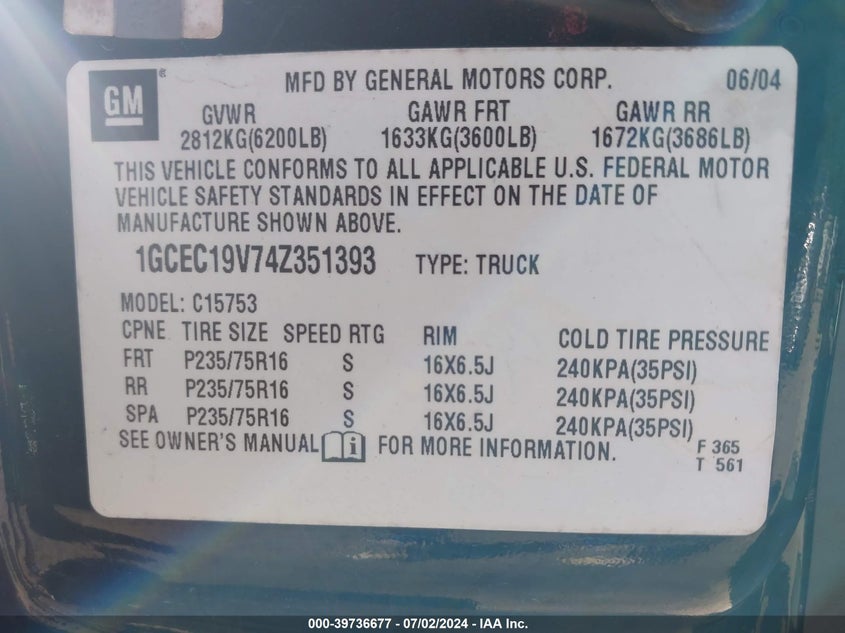 GM
MFD BY GENERAL MOTORS CORP. 06/04
GVWR GAWR FRT GAWR RR
2812KG(6200LB) 1633KG(3600LB) 1672KG(3686LB)
THIS VEHICLE CONFORMS TO ALL APPLICABLE U.S. FEDERAL MOTOR
VEHICLE SAFETY STANDARDS IN EFFECT ON THE DATE OF
MANUFACTURE SHOWN ABOVE.
1GCEC19V74Z351393 TYPE: TRUCK
MODEL: C15753
CPNE TIRE SIZE SPEED RTG RIM COLD TIRE PRESSURE
FRT P235/75R16 S 16X6.5J 240KPA(35PSI)
RR P235/75R16 S 16X6.5J 240KPA(35PSI)
SPA P235/75R16 S 16X6.5J 240KPA(35PSI)
SEE OWNER'S MANUAL i FOR MORE INFORMATION. F 365
T 561
000-39736677 - 07/02/2024 - IAA Inc.